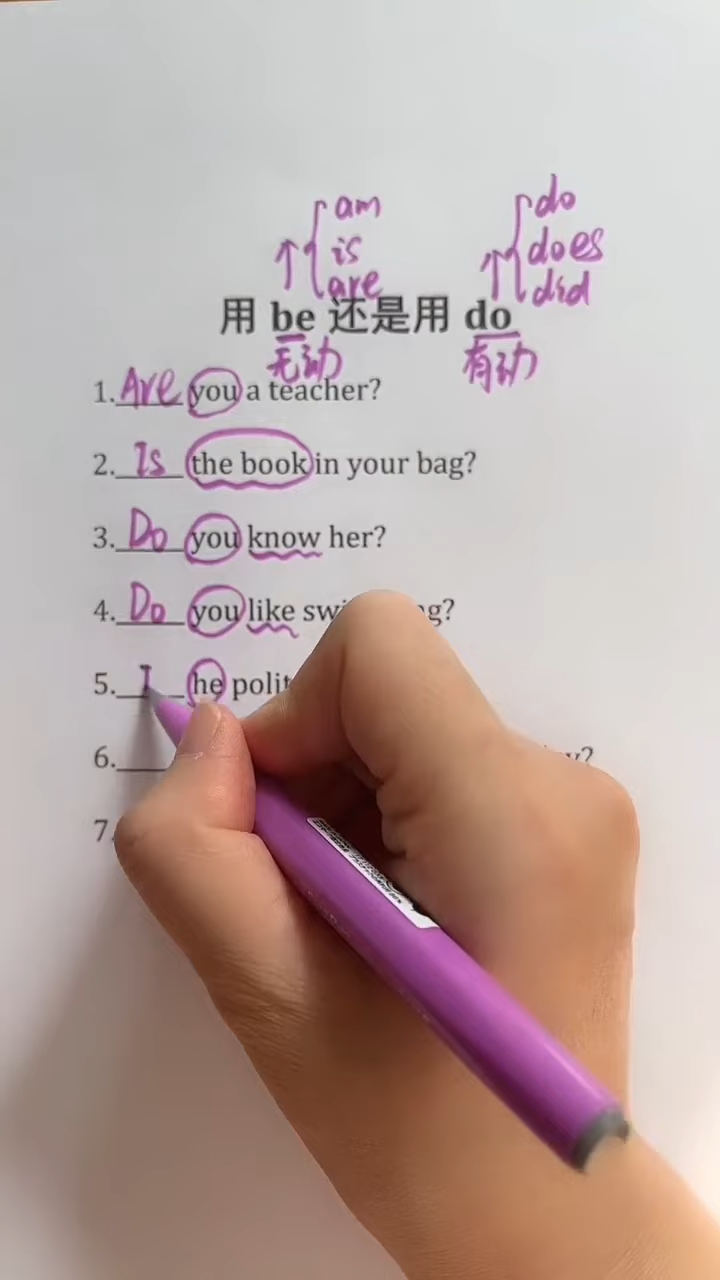 am
is
are
do
does
did
用 be 还是用 do
无动
有动
1. Are you a teacher?
2. Is the book in your bag?
3. Do you know her?
4. Do you like
5. I he
6.
7.